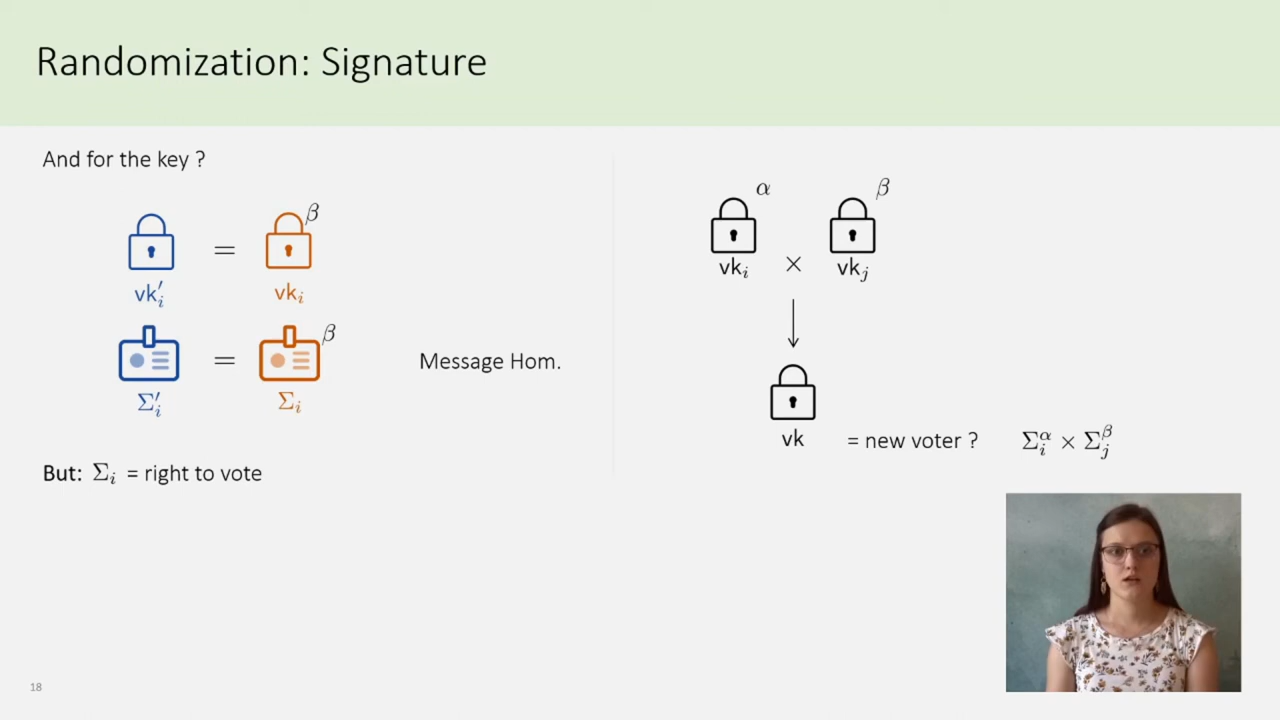 Randomization: Signature
And for the key ?
vk′ᵢ = vkᵢ^β
Σ′ᵢ = Σᵢ^β
Message Hom.
But: Σᵢ = right to vote
α β
vkᵢ × vkⱼ
vk = new voter ? Σᵢ^α × Σⱼ^β
18